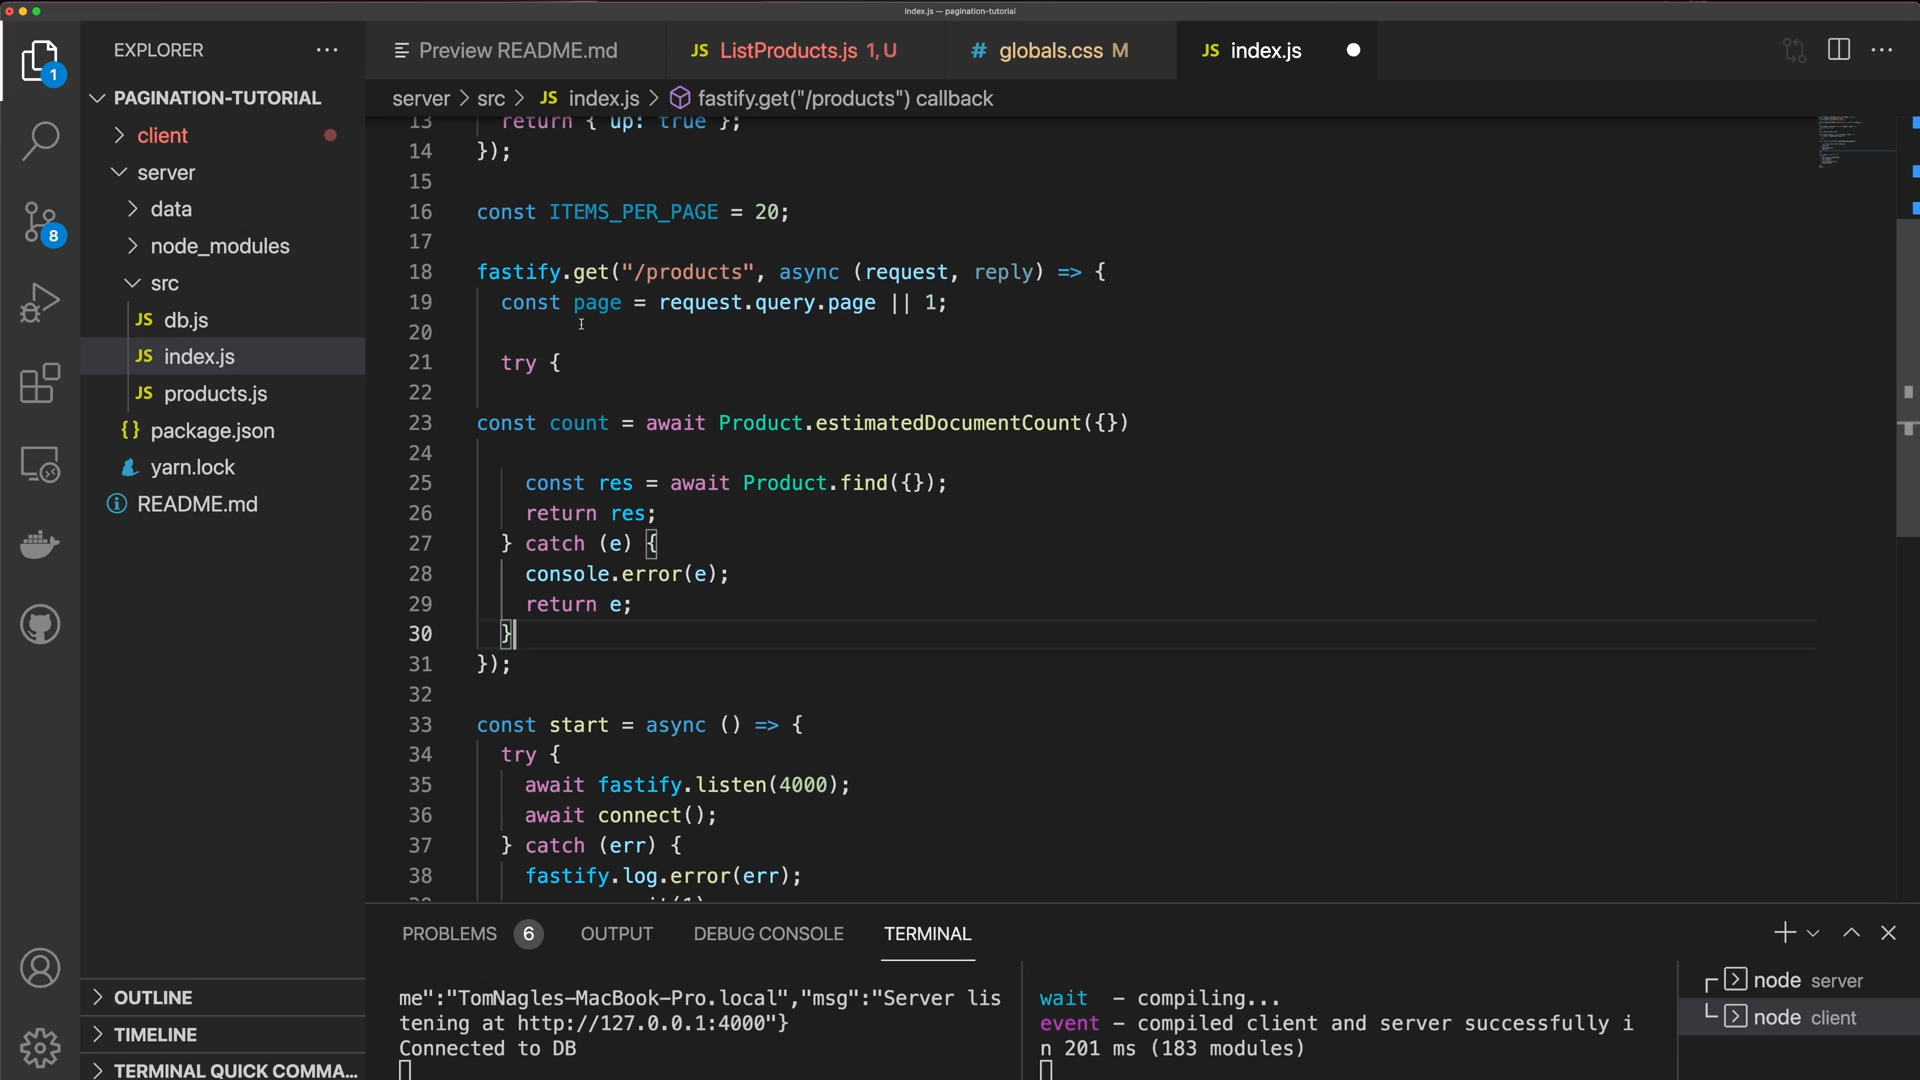 index.js — pagination-tutorial
EXPLORER
Preview README.md
JS ListProducts.js 1, U
# globals.css M
JS index.js
1
PAGINATION-TUTORIAL
server > src > JS index.js > fastify.get("/products") callback
client
server
data
node_modules
src
JS db.js
JS index.js
JS products.js
{} package.json
yarn.lock
README.md
8
13 return { up: true };
14 });
15
16 const ITEMS_PER_PAGE = 20;
17
18 fastify.get("/products", async (request, reply) => {
19 const page = request.query.page || 1;
20
21 try {
22
23 const count = await Product.estimatedDocumentCount({})
24
25 const res = await Product.find({});
26 return res;
27 } catch (e) {
28 console.error(e);
29 return e;
30 }
31 });
32
33 const start = async () => {
34 try {
35 await fastify.listen(4000);
36 await connect();
37 } catch (err) {
38 fastify.log.error(err);
OUTLINE
TIMELINE
TERMINAL QUICK COMMA...
PROBLEMS 6 OUTPUT DEBUG CONSOLE TERMINAL
me":"TomNagles-MacBook-Pro.local","msg":"Server lis
tening at http://127.0.0.1:4000"}
Connected to DB
wait - compiling...
event - compiled client and server successfully i
n 201 ms (183 modules)
node server
node client